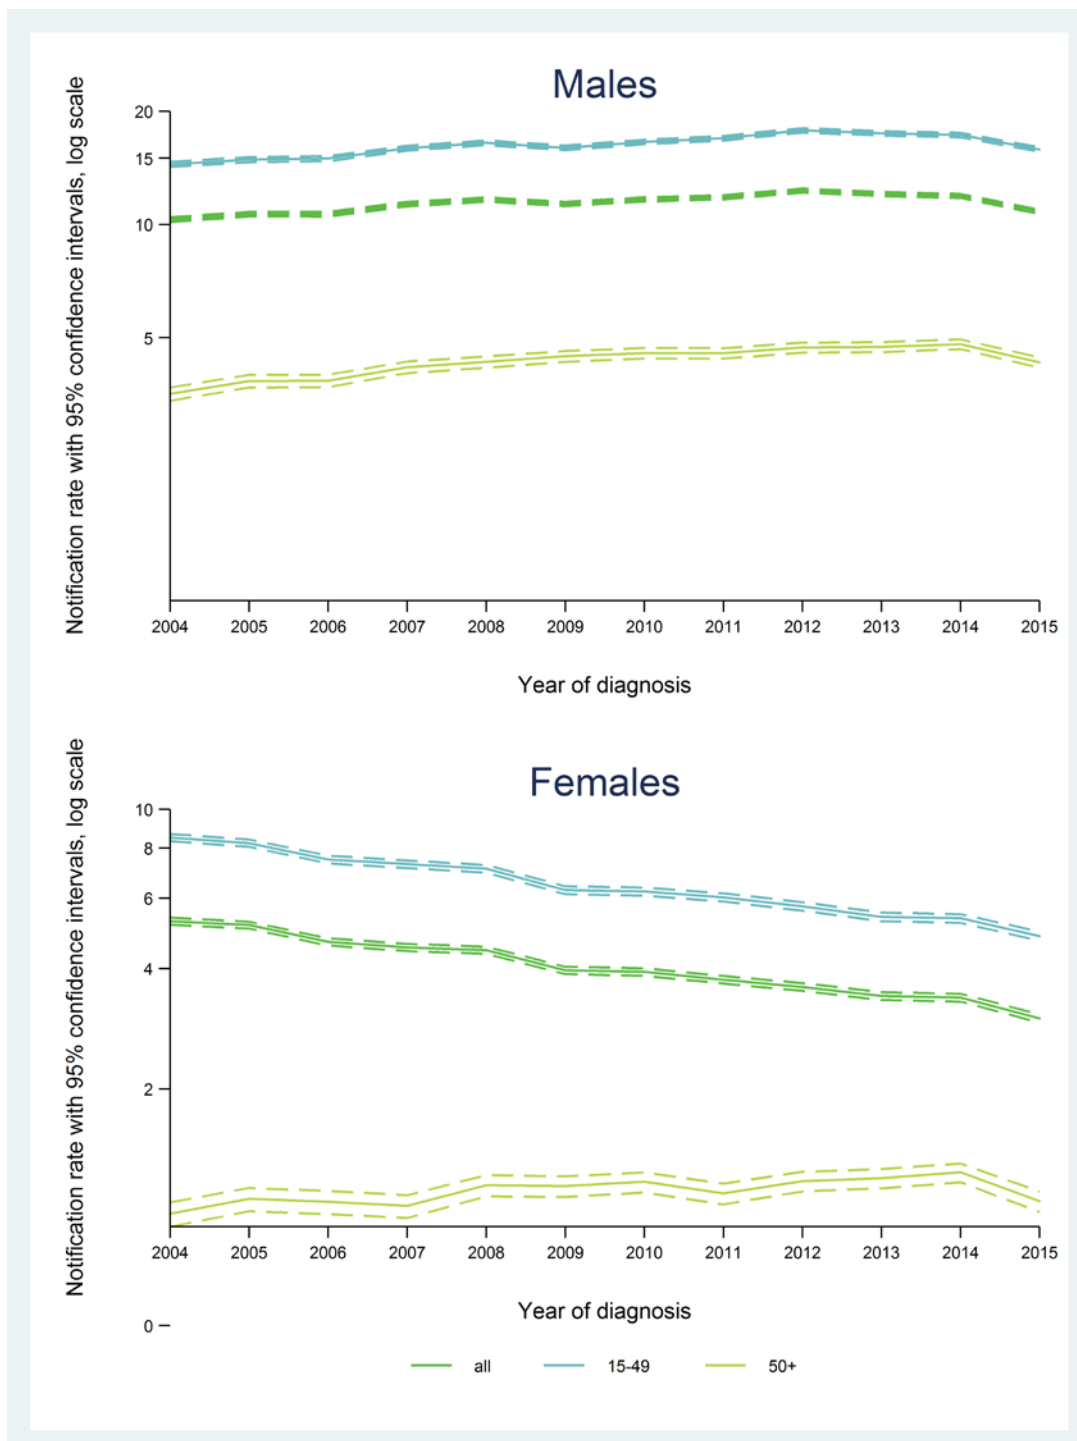 Males
Notification rate with 95% confidence intervals, log scale
20
15
10
5
2004 2005 2006 2007 2008 2009 2010 2011 2012 2013 2014 2015
Year of diagnosis
Females
Notification rate with 95% confidence intervals, log scale
10
8
6
4
2
2004 2005 2006 2007 2008 2009 2010 2011 2012 2013 2014 2015
Year of diagnosis
0
all 15-49 50+